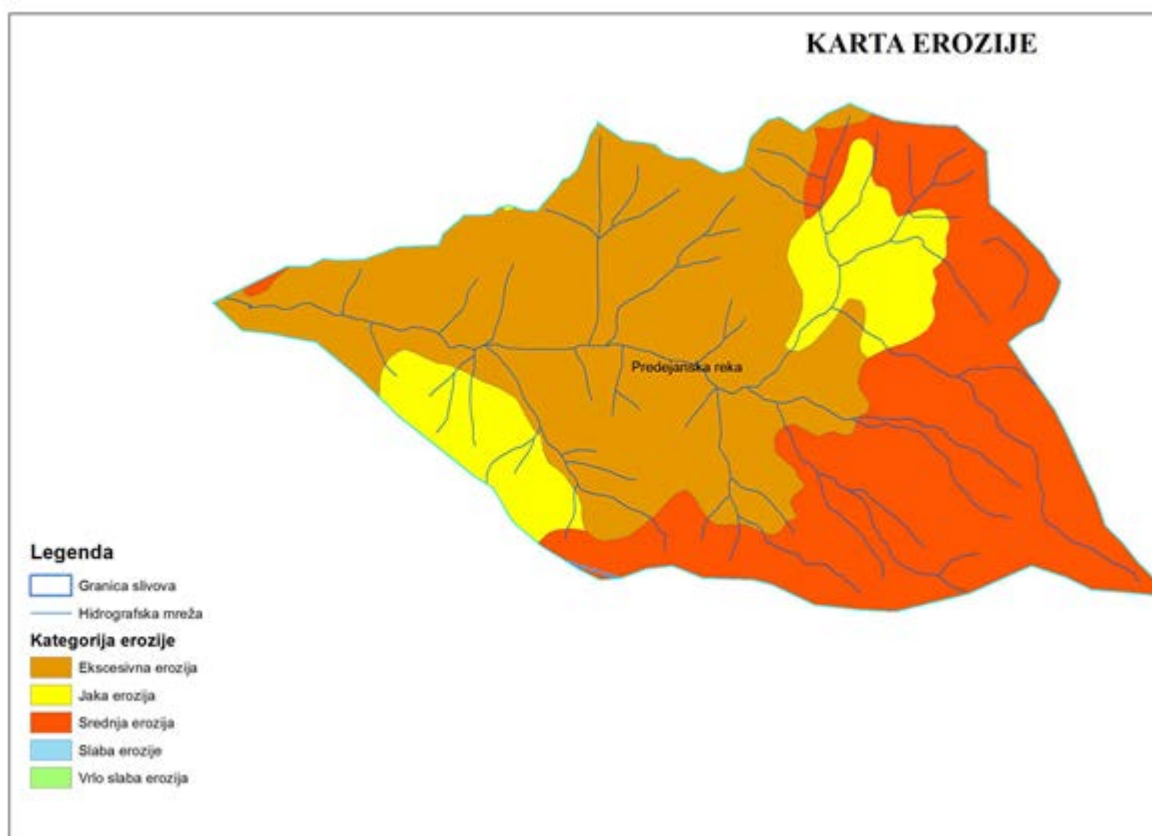 KARTA EROZIJE
Predejanska reka
Legenda
Granica slivova
Hidrografska mreža
Kategorija erozije
Ekscesivna erozija
Jaka erozija
Srednja erozija
Slaba erozije
Vrlo slaba erozija